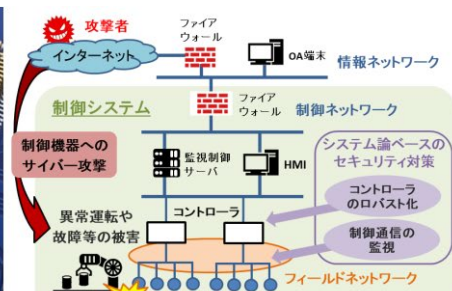 攻撃者
ファイア
ウォール
インターネット
OA端末
情報ネットワーク
制御システム
ファイア
ウォール
制御ネットワーク
制御機器への
サイバー攻撃
監視制御
サーバ
HMI
システム論ベースの
セキュリティ対策
コントローラ
のロバスト化
異常運転や
故障等の被害
コントローラ
制御通信の
監視
フィールドネットワーク